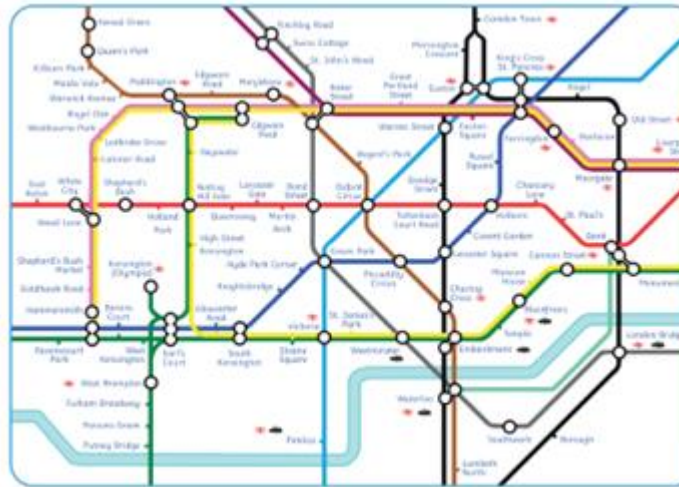 Queen's Park
Kilburn Park
Maida Vale
Warwick Avenue
Royal Oak
Westbourne Park
Paddington
Edgware
Road
Marylebone
Finchley Road
Swiss Cottage
St. John's Wood
Baker
Street
Great
Portland
Street
Mornington
Crescent
Camden Town
Euston
King's Cross
St. Pancras
Angel
Old Street
Warren Street
Euston
Square
Farringdon
Barbican
Moorgate
Ladbroke Grove
Latimer Road
Edgware
Road
Bayswater
Regent's Park
Russell
Square
Goodge
Street
East
Acton
White
City
Shepherd's
Bush
Wood Lane
Holland
Park
Notting
Hill Gate
Lancaster
Gate
Queensway
Marble
Arch
Bond
Street
Oxford
Circus
Tottenham
Court Road
Holborn
Chancery
Lane
St. Paul's
Bank
Covent Garden
Leicester Square
Cannon Street
Mansion
House
Monument
Shepherd's
Bush
Market
Goldhawk Road
Hammersmith
Kensington
(Olympia)
High Street
Kensington
Hyde Park Corner
Knightsbridge
Green Park
Piccadilly
Circus
Charing
Cross
Blackfriars
Temple
Barons
Court
Gloucester
Road
Victoria
St. James's
Park
Ravenscourt
Park
West
Kensington
Earl's
Court
South
Kensington
Sloane
Square
Westminster
Embankment
London Bridge
West Brompton
Fulham Broadway
Parsons Green
Putney Bridge
Pimlico
Waterloo
Southwark
Borough
Lambeth
North